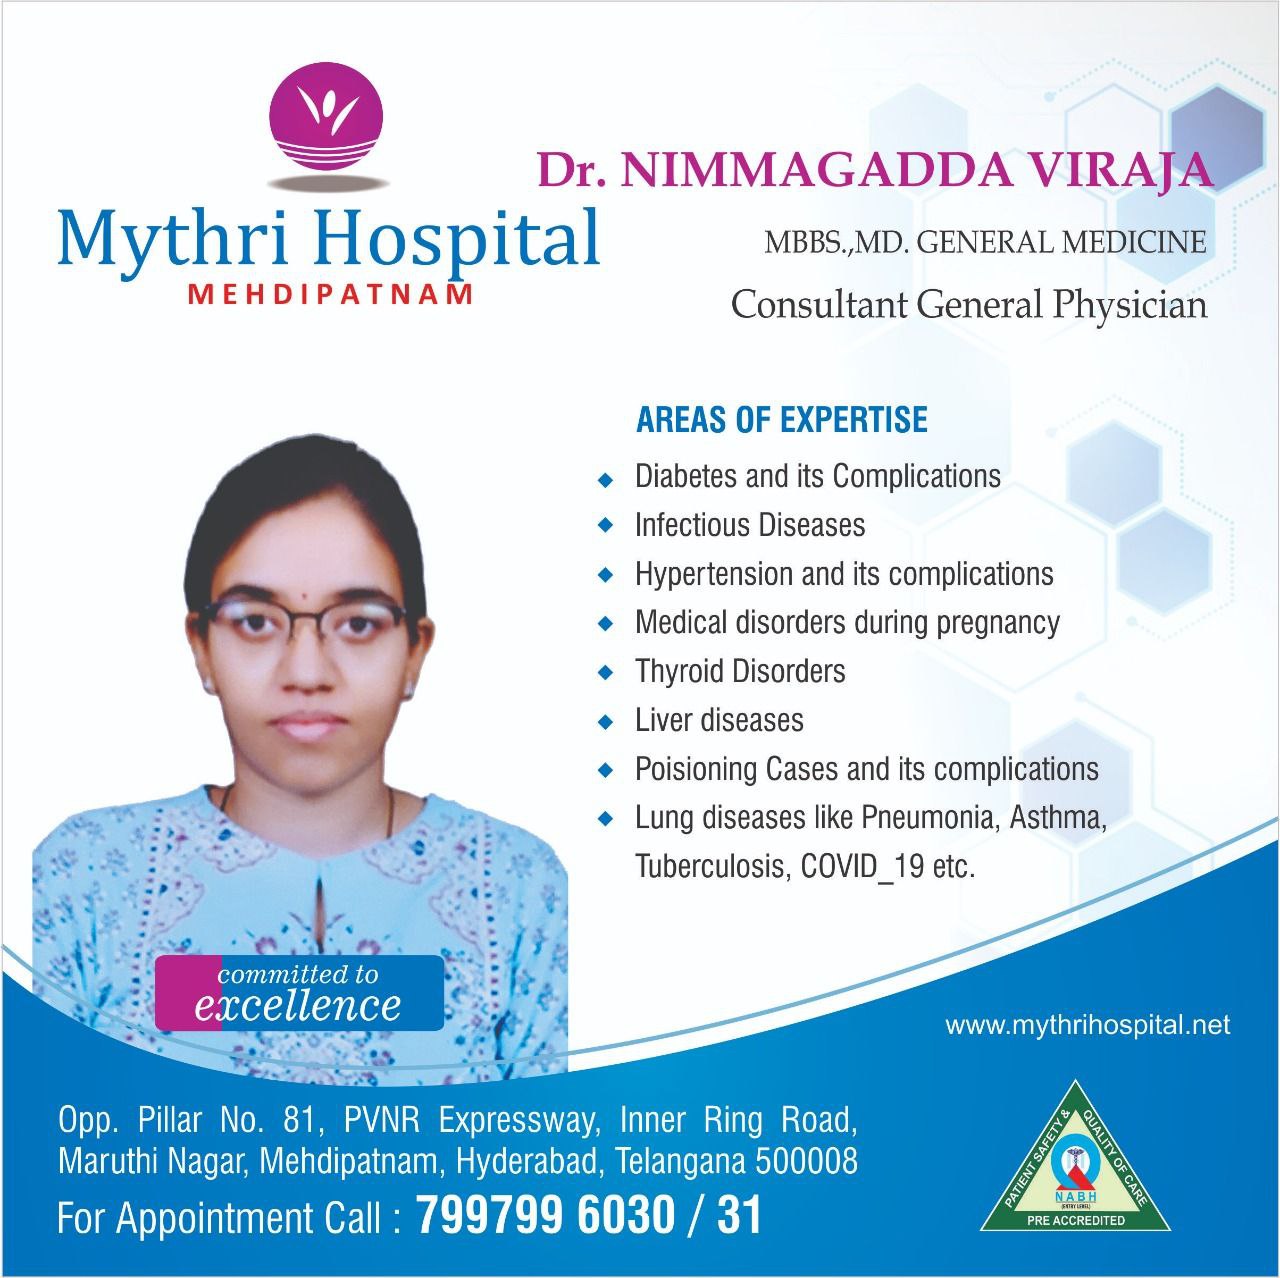 Mythri Hospital
MEHDIPATNAM
Dr. NIMMAGADDA VIRAJA
MBBS.,MD. GENERAL MEDICINE
Consultant General Physician
AREAS OF EXPERTISE
Diabetes and its Complications
Infectious Diseases
Hypertension and its complications
Medical disorders during pregnancy
Thyroid Disorders
Liver diseases
Poisioning Cases and its complications
Lung diseases like Pneumonia, Asthma,
Tuberculosis, COVID_19 etc.
committed to
excellence
www.mythrihospital.net
Opp. Pillar No. 81, PVNR Expressway, Inner Ring Road,
Maruthi Nagar, Mehdipatnam, Hyderabad, Telangana 500008
For Appointment Call : 799799 6030 / 31
PATIENT SAFETY &
QUALITY OF CARE
NABH
(ENTRY LEVEL)
PRE ACCREDITED